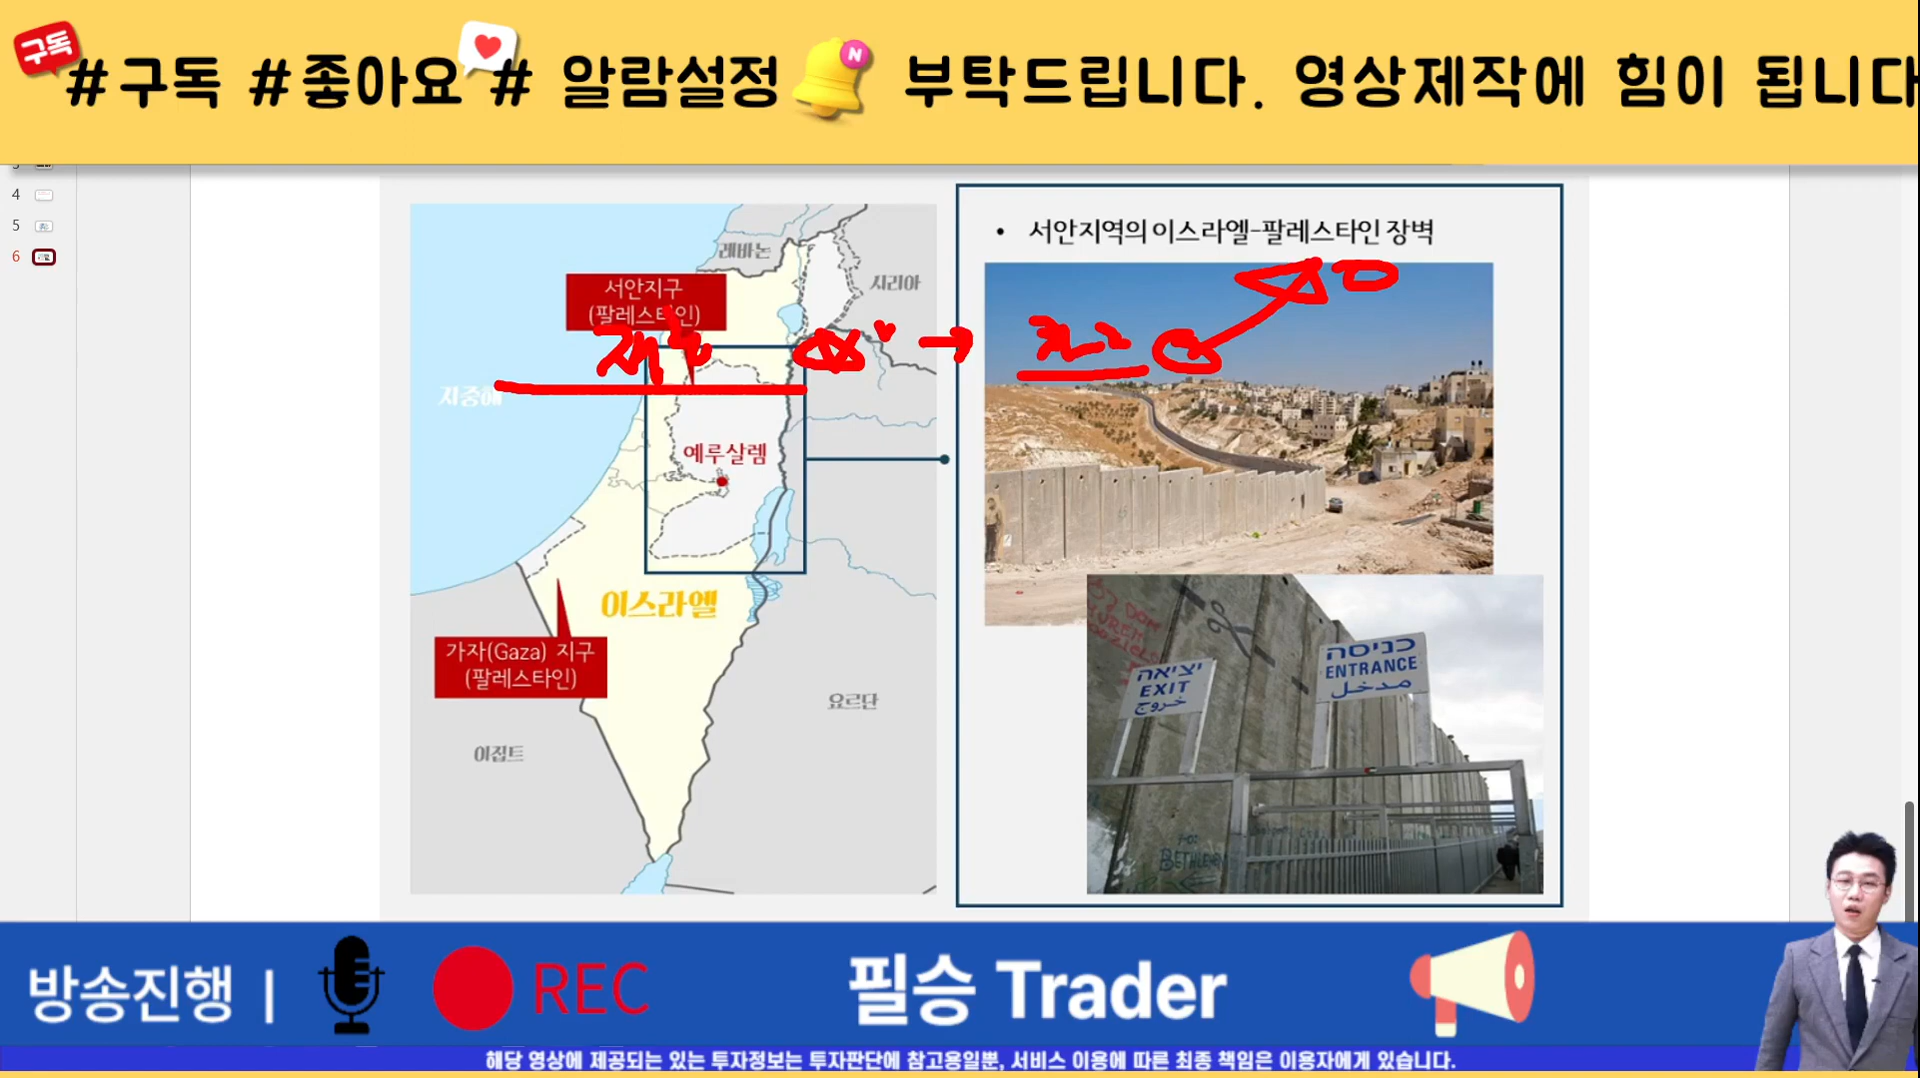 구독
#구독 #좋아요 # 알람설정 N 부탁드립니다. 영상제작에 힘이 됩니다
4
5
6
레바논
시리아
서안지구
(팔레스타인)
지중해
예루살렘
이스라엘
가자(Gaza) 지구
(팔레스타인)
요르단
이집트
• 서안지역의 이스라엘-팔레스타인 장벽
יציאה
EXIT
خروج
כניסה
ENTRANCE
مدخل
TO:
방송진행 | REC 필승 Trader
해당 영상에 제공되는 있는 투자정보는 투자판단에 참고용일뿐, 서비스 이용에 따른 최종 책임은 이용자에게 있습니다.